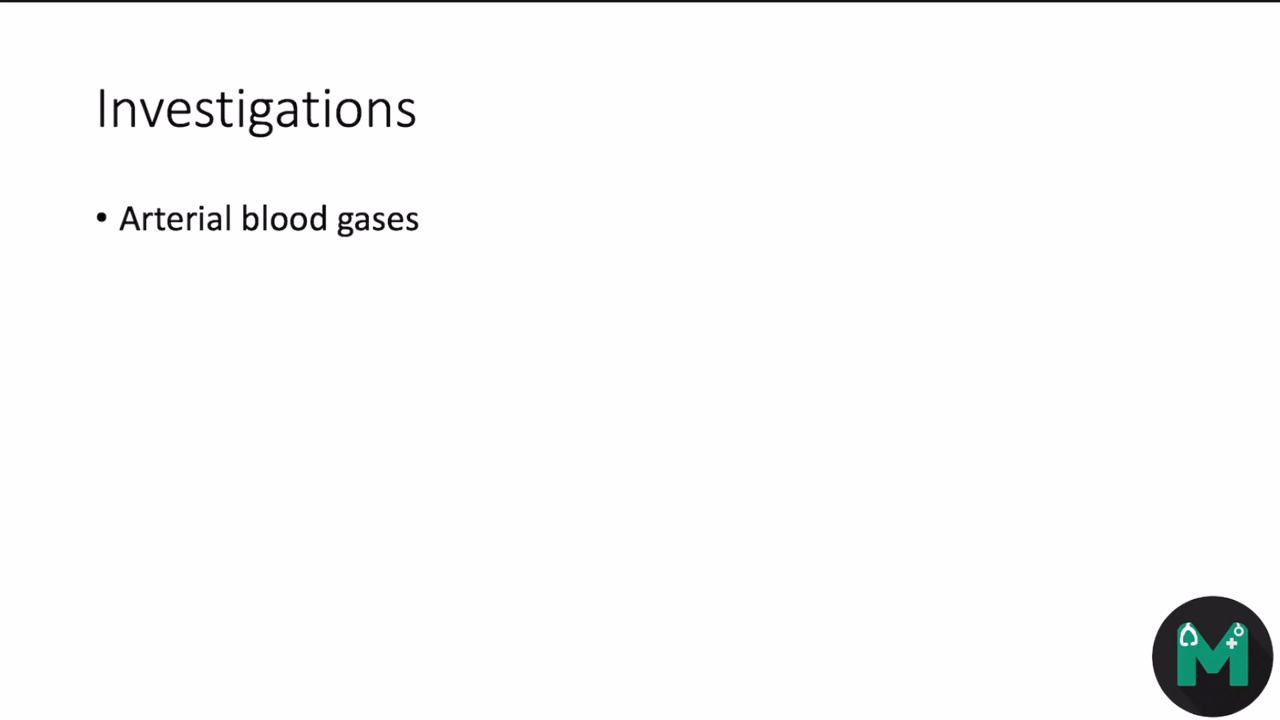 Investigations
• Arterial blood gases